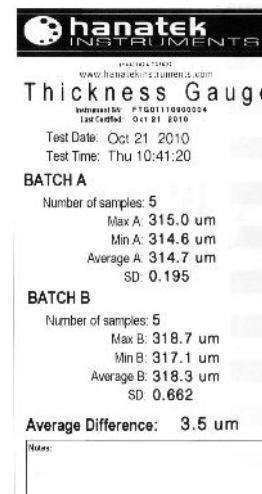 hanatek
INSTRUMENTS
www.hanatekinstruments.com
Thickness Gauge
Instrument S/N: FTG01110000004
Last Certified: Oct 21 2010
Test Date: Oct 21 2010
Test Time: Thu 10:41:20
BATCH A
Number of samples: 5
Max A: 315.0 um
Min A: 314.6 um
Average A: 314.7 um
SD: 0.195
BATCH B
Number of samples: 5
Max B: 318.7 um
Min B: 317.1 um
Average B: 318.3 um
SD: 0.662
Average Difference: 3.5 um
Notes: